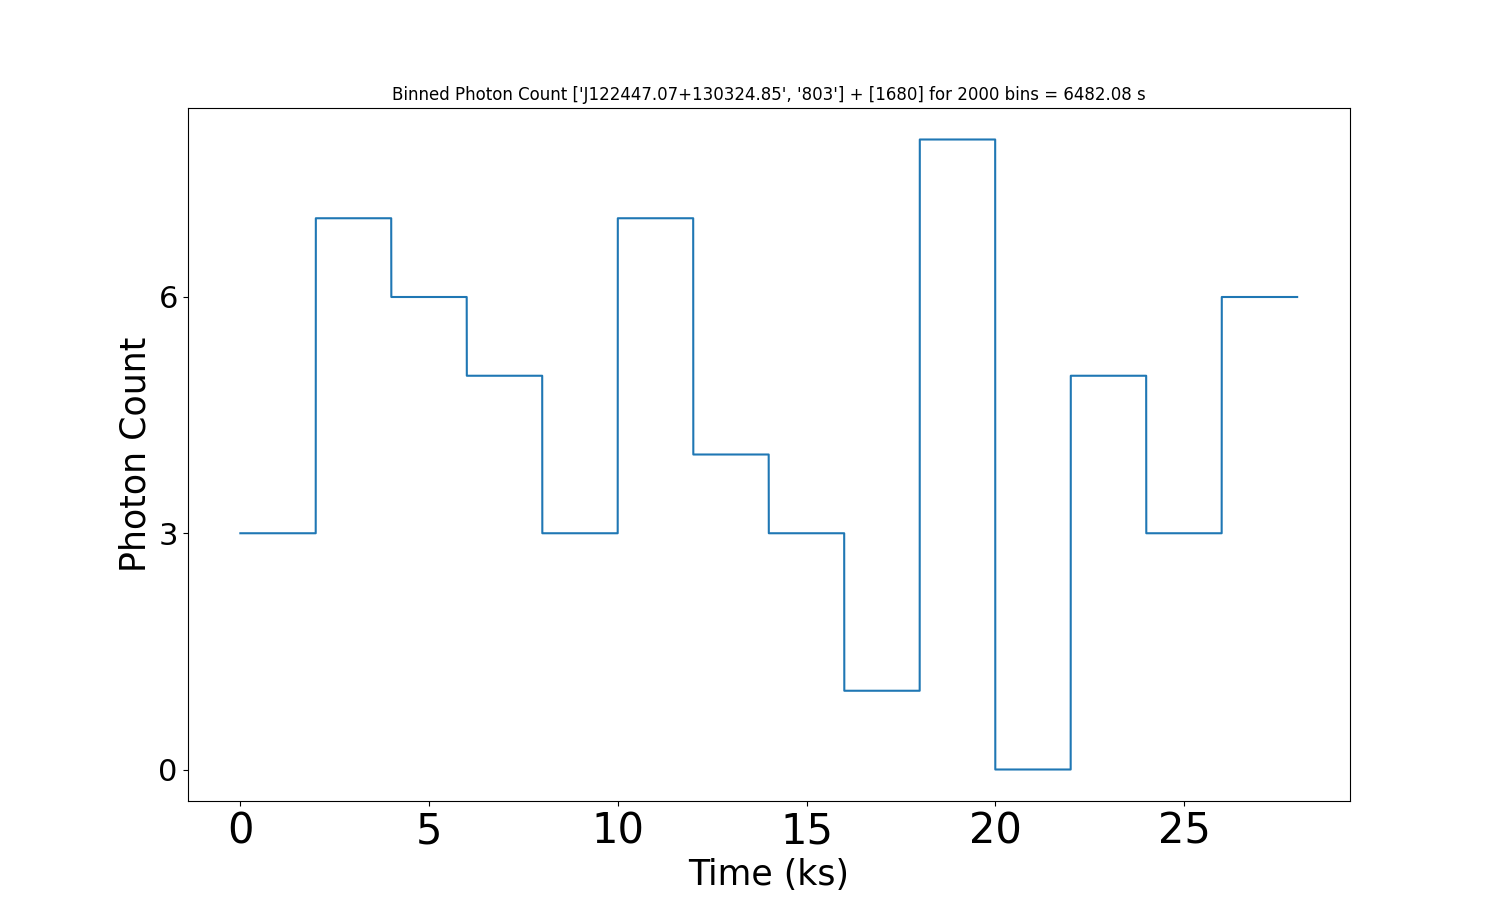 Binned Photon Count ['J122447.07+130324.85', '803'] + [1680] for 2000 bins = 6482.08 s
Photon Count
6
3
0
0 5 10 15 20 25
Time (ks)